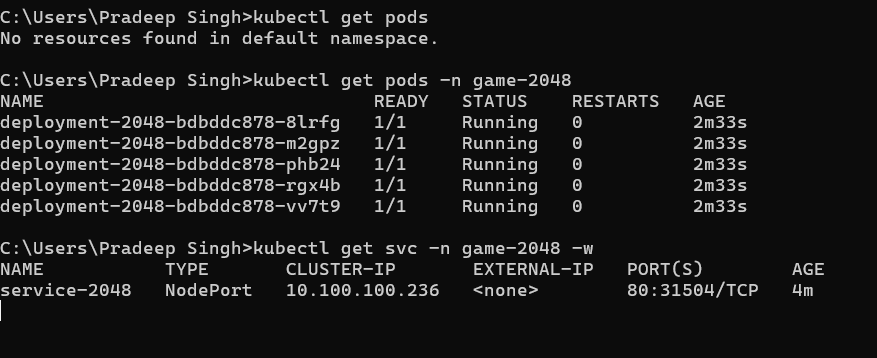 C:\Users\Pradeep Singh>kubectl get pods
No resources found in default namespace.
C:\Users\Pradeep Singh>kubectl get pods -n game-2048
NAME READY STATUS RESTARTS AGE
deployment-2048-bdbddc878-8lrfg 1/1 Running 0 2m33s
deployment-2048-bdbddc878-m2gpz 1/1 Running 0 2m33s
deployment-2048-bdbddc878-phb24 1/1 Running 0 2m33s
deployment-2048-bdbddc878-rgx4b 1/1 Running 0 2m33s
deployment-2048-bdbddc878-vv7t9 1/1 Running 0 2m33s
C:\Users\Pradeep Singh>kubectl get svc -n game-2048 -w
NAME TYPE CLUSTER-IP EXTERNAL-IP PORT(S) AGE
service-2048 NodePort 10.100.100.236 <none> 80:31504/TCP 4m